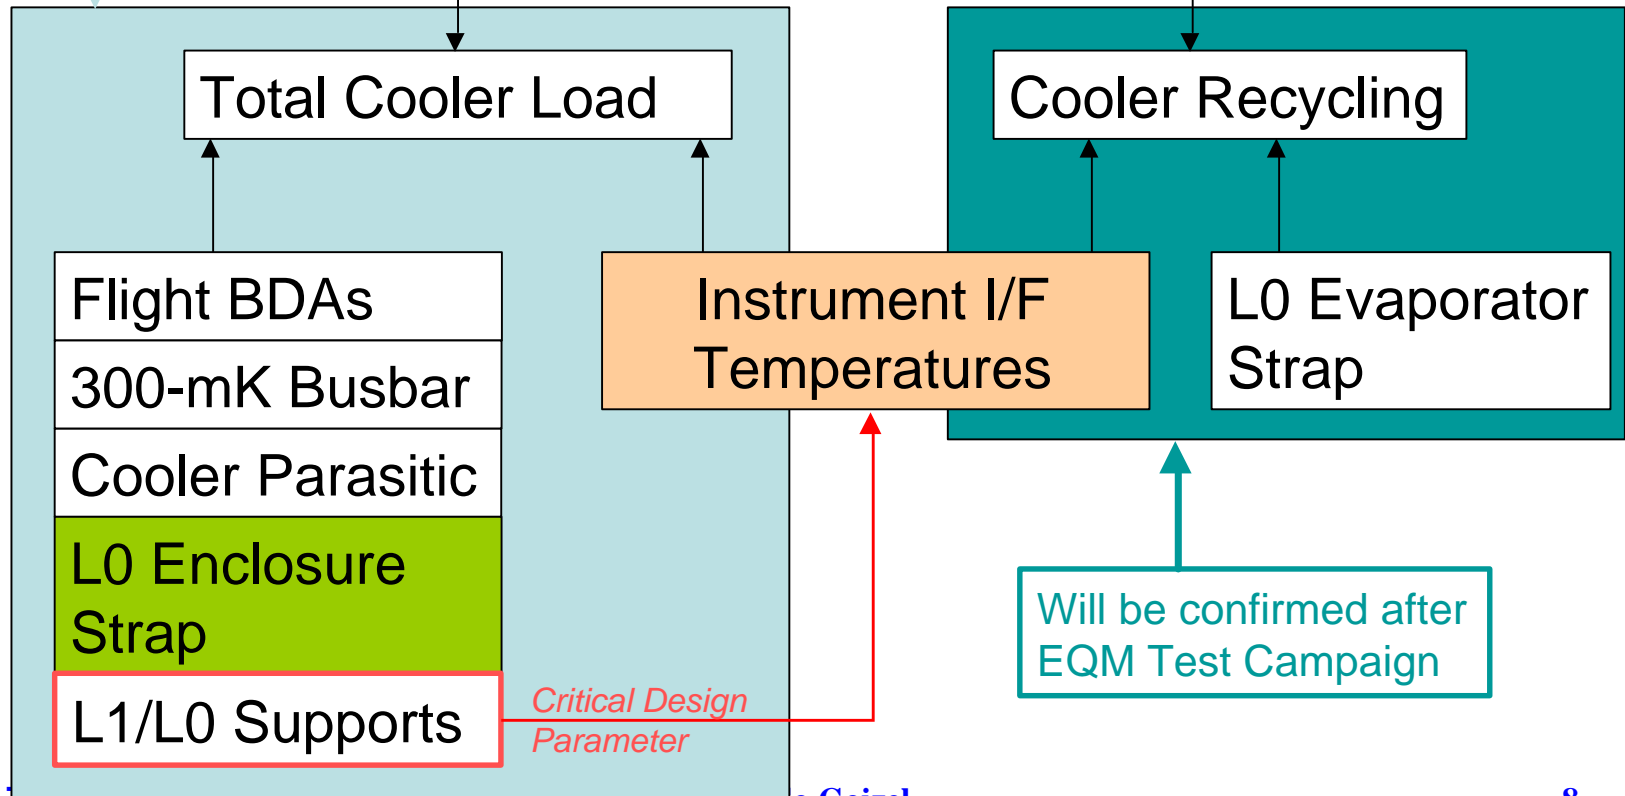 Total Cooler Load
Cooler Recycling
Flight BDAs
300-mK Busbar
Cooler Parasitic
L0 Enclosure
Strap
L1/L0 Supports
Instrument I/F
Temperatures
L0 Evaporator
Strap
Critical Design
Parameter
Will be confirmed after
EQM Test Campaign